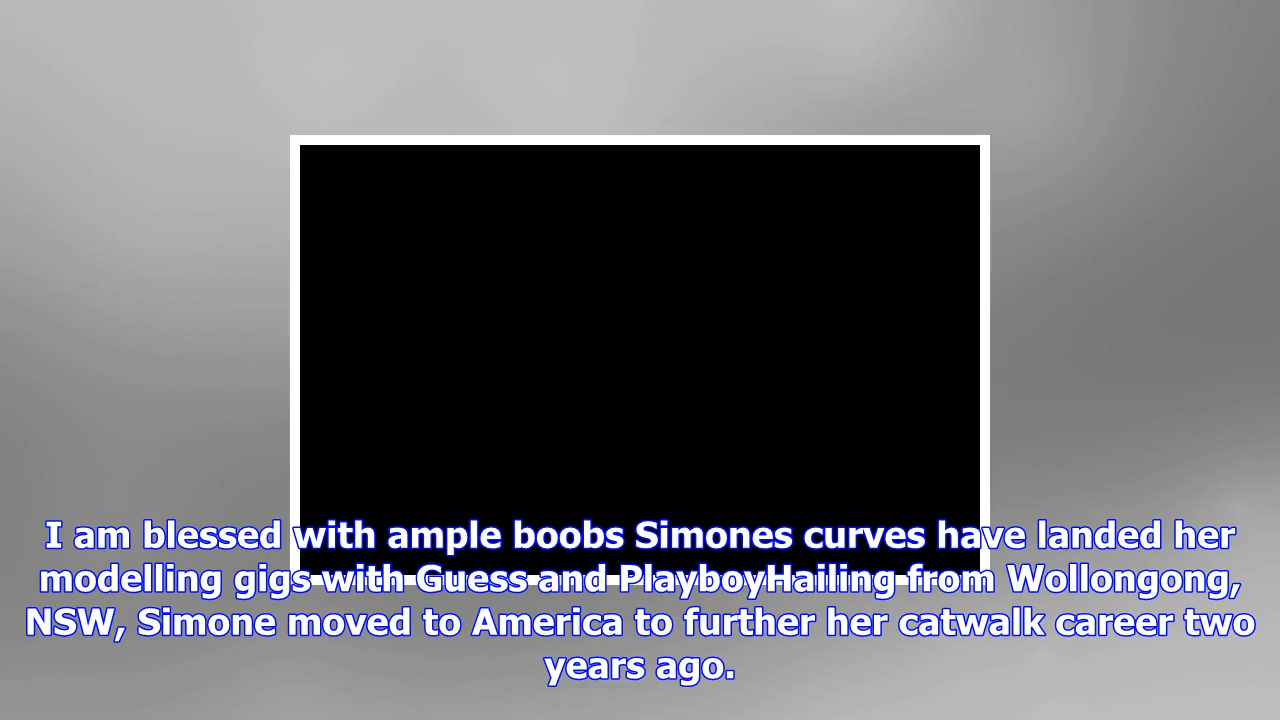 I am blessed with ample boobs Simones curves have landed her
modelling gigs with Guess and PlayboyHailing from Wollongong,
NSW, Simone moved to America to further her catwalk career two
years ago.